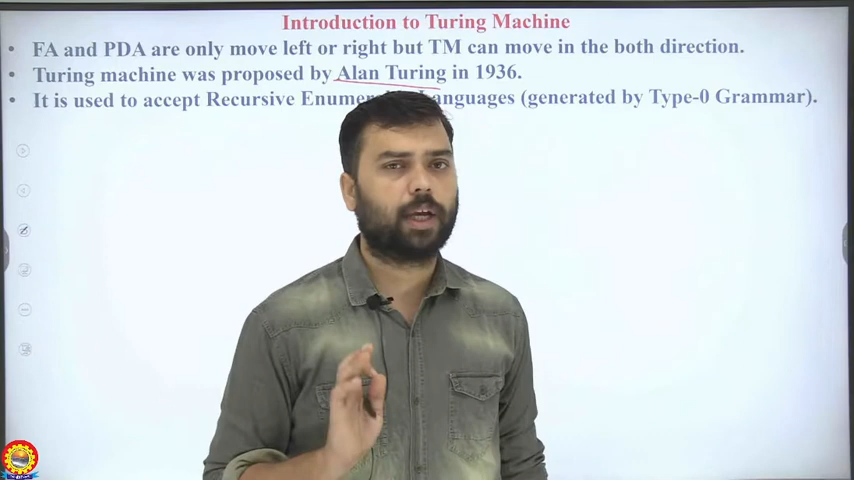 Introduction to Turing Machine
• FA and PDA are only move left or right but TM can move in the both direction.
• Turing machine was proposed by Alan Turing in 1936.
• It is used to accept Recursive Languages (generated by Type-0 Grammar).